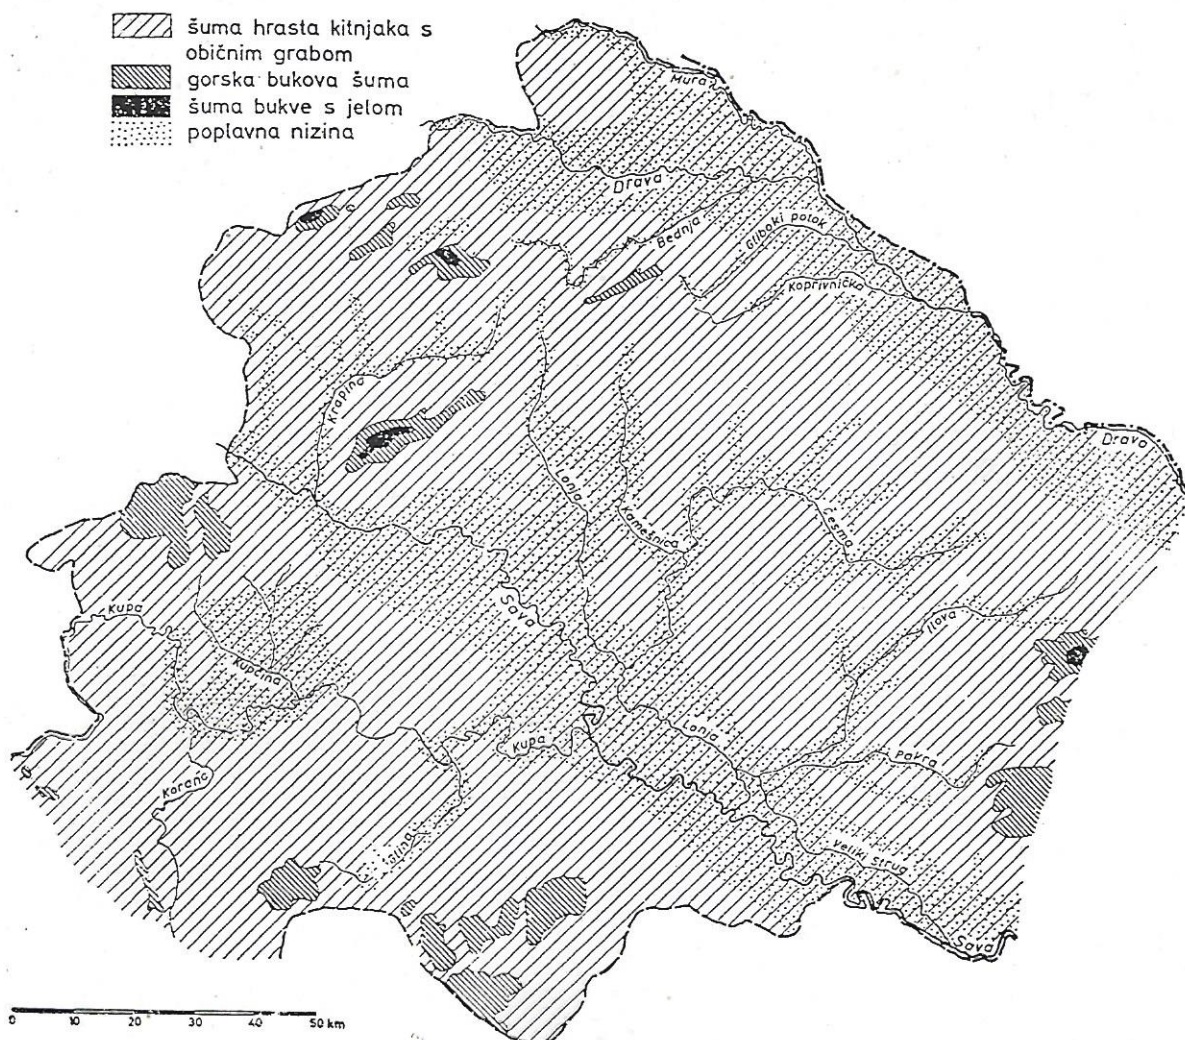 šuma hrasta kitnjaka s
običnim grabom
gorska bukova šuma
šuma bukve s jelom
poplavna nizina
Mura
Drava
Bednja
Gliboki potok
Koprivnička
Krapina
Drava
Lonja
Kamešnica
Česma
Sava
Kupa
Ilova
Kupčina
Lonja
Kupa
Pakra
Korana
Veliki Strug
Sava
0 10 20 30 40 50 km